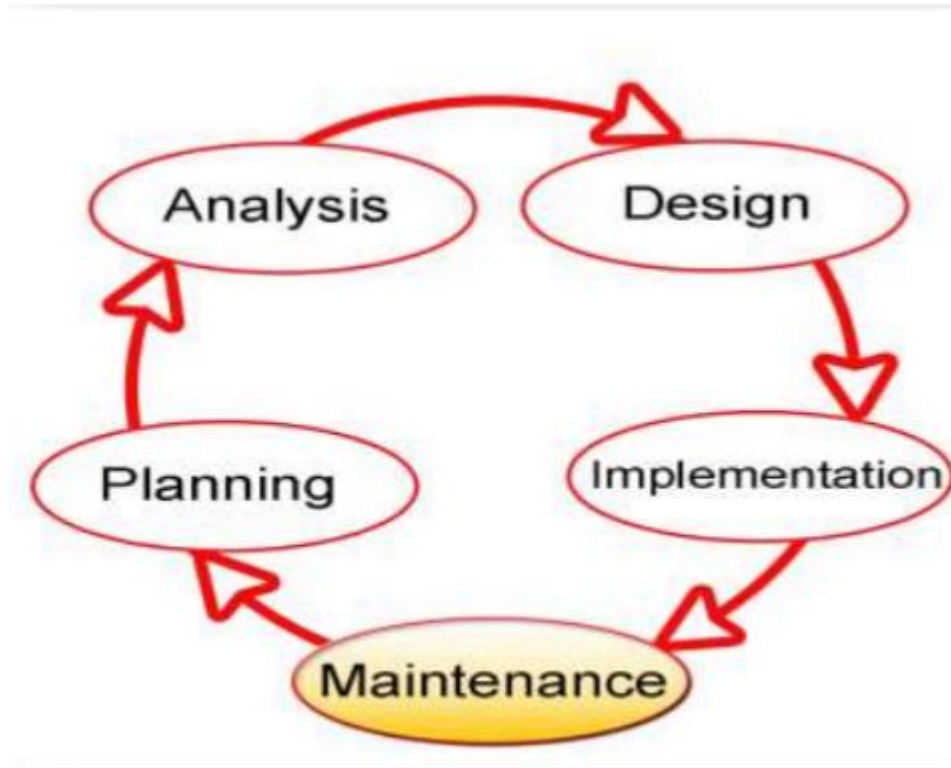 Analysis
Design
Planning
Implementation
Maintenance